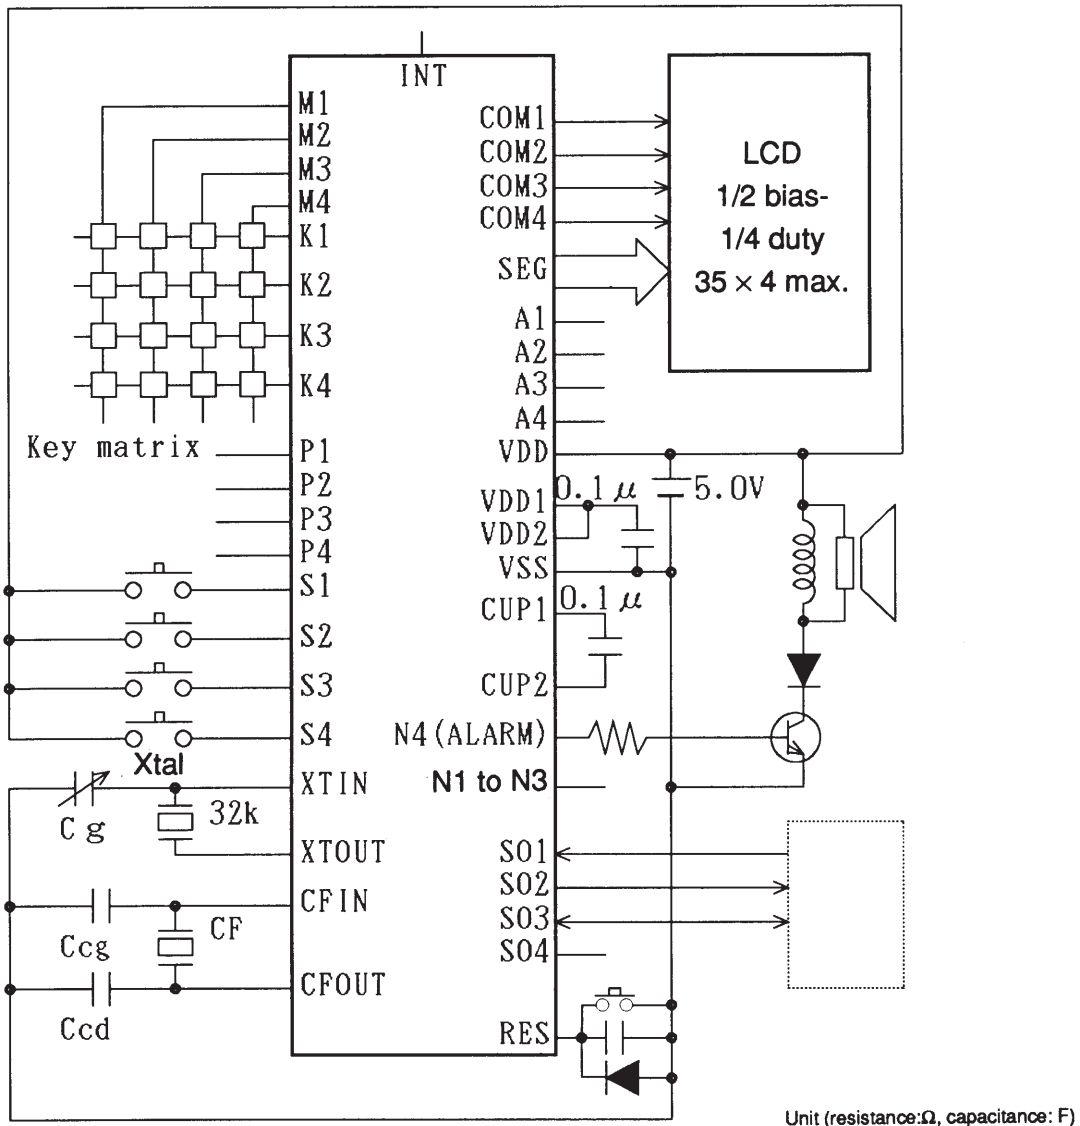 INT
M1
M2
M3
M4
K1
K2
K3
K4
Key matrix
P1
P2
P3
P4
S1
S2
S3
S4
Xtal
XTIN
Cg
32k
XTOUT
CFIN
Ccg
CF
CFOUT
Ccd
COM1
COM2
COM3
COM4
SEG
A1
A2
A3
A4
VDD
VDD1
VDD2
VSS
CUP1
CUP2
N4(ALARM)
N1 to N3
SO1
SO2
SO3
SO4
RES
LCD
1/2 bias-
1/4 duty
35 × 4 max.
0.1 μ
5.0V
0.1 μ
Unit (resistance:Ω, capacitance: F)